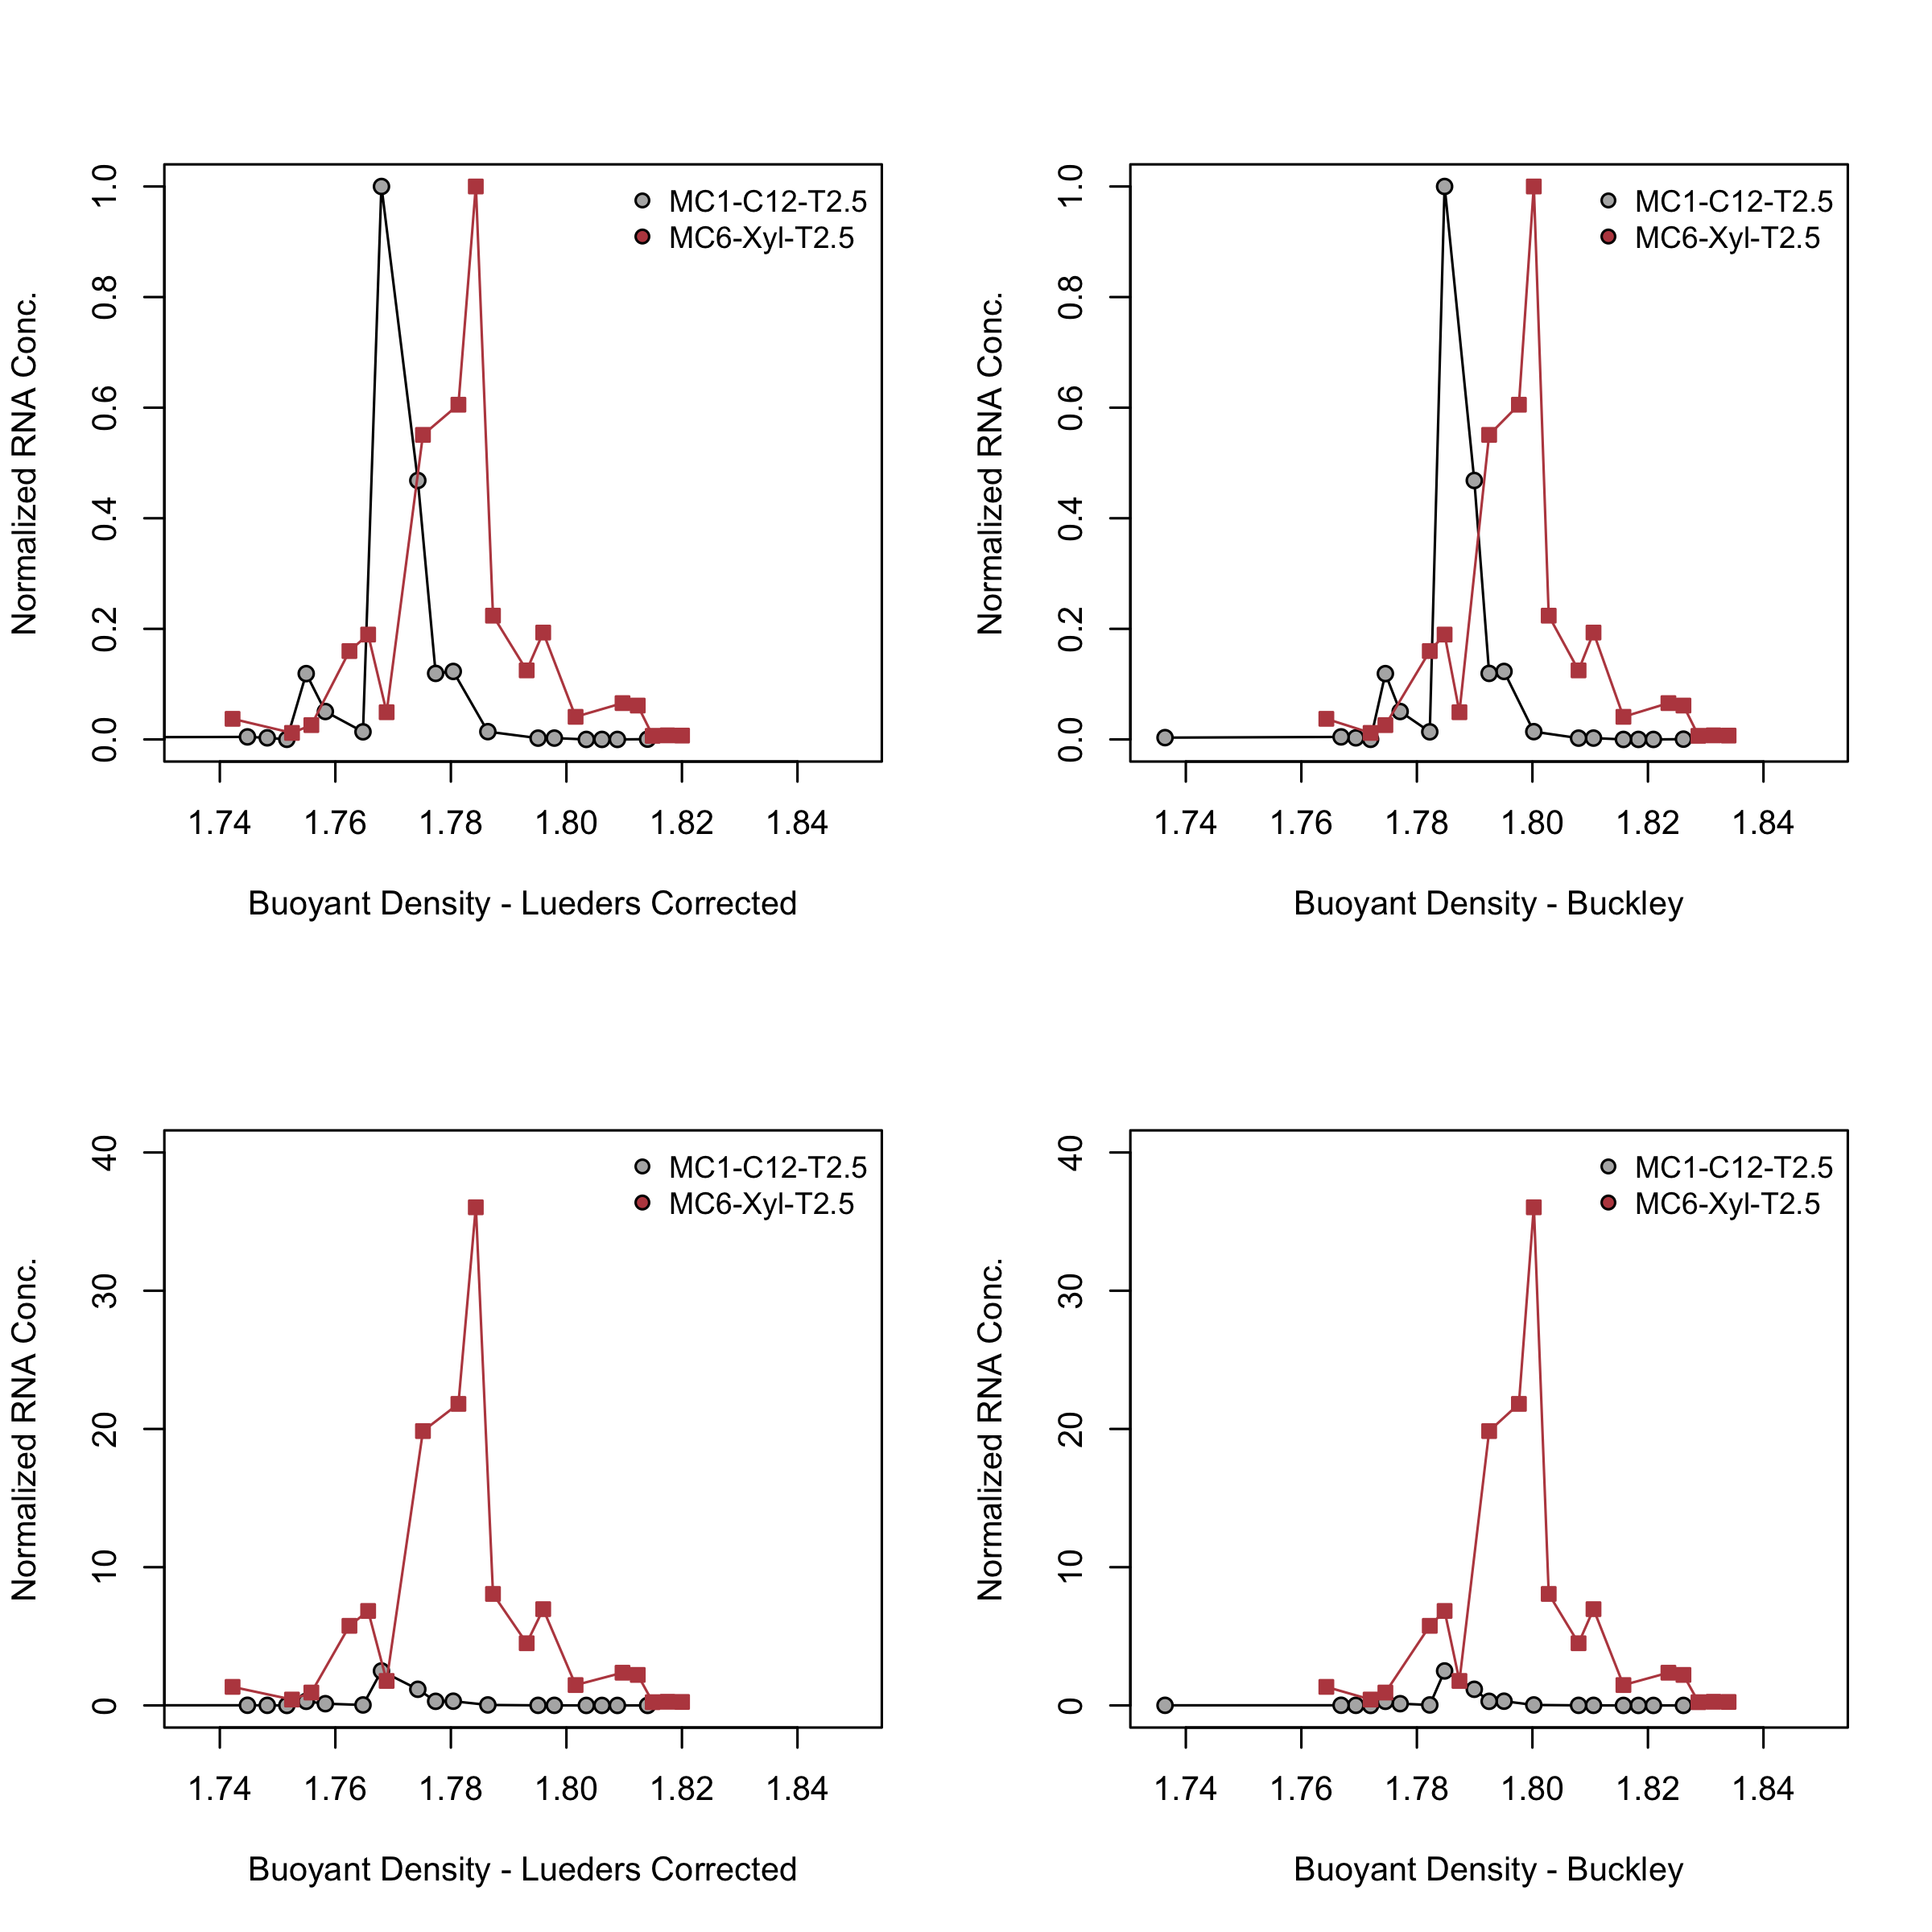 MC1-C12-T2.5
MC6-Xyl-T2.5
Normalized RNA Conc.
0.0
0.2
0.4
0.6
0.8
1.0
1.74 1.76 1.78 1.80 1.82 1.84
Buoyant Density - Lueders Corrected
MC1-C12-T2.5
MC6-Xyl-T2.5
Normalized RNA Conc.
0.0
0.2
0.4
0.6
0.8
1.0
1.74 1.76 1.78 1.80 1.82 1.84
Buoyant Density - Buckley
MC1-C12-T2.5
MC6-Xyl-T2.5
Normalized RNA Conc.
0
10
20
30
40
1.74 1.76 1.78 1.80 1.82 1.84
Buoyant Density - Lueders Corrected
MC1-C12-T2.5
MC6-Xyl-T2.5
Normalized RNA Conc.
0
10
20
30
40
1.74 1.76 1.78 1.80 1.82 1.84
Buoyant Density - Buckley